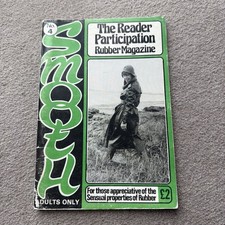 No.
4
SMOOTH
The Reader
Participation
Rubber Magazine
For those appreciative of the
Sensual properties of Rubber
£2
ADULTS ONLY